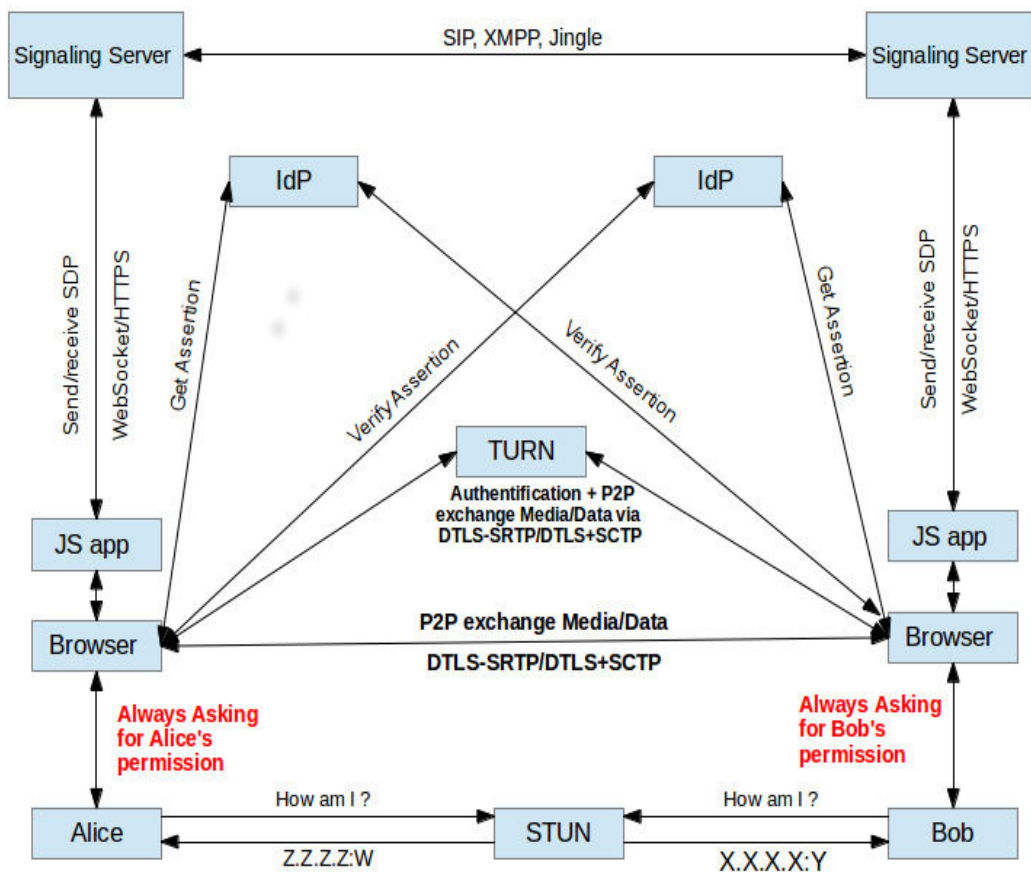 SIP, XMPP, Jingle
Signaling Server
Signaling Server
IdP
IdP
Send/receive SDP
WebSocket/HTTPS
Get Assertion
Verify Assertion
Verify Assertion
Get Assertion
Send/receive SDP
WebSocket/HTTPS
TURN
Authentification + P2P
exchange Media/Data via
DTLS-SRTP/DTLS+SCTP
JS app
JS app
Browser
P2P exchange Media/Data
DTLS-SRTP/DTLS+SCTP
Browser
Always Asking
for Alice's
permission
Always Asking
for Bob's
permission
How am I ?
How am I ?
Alice
STUN
Bob
Z.Z.Z.Z:W
X.X.X.X:Y